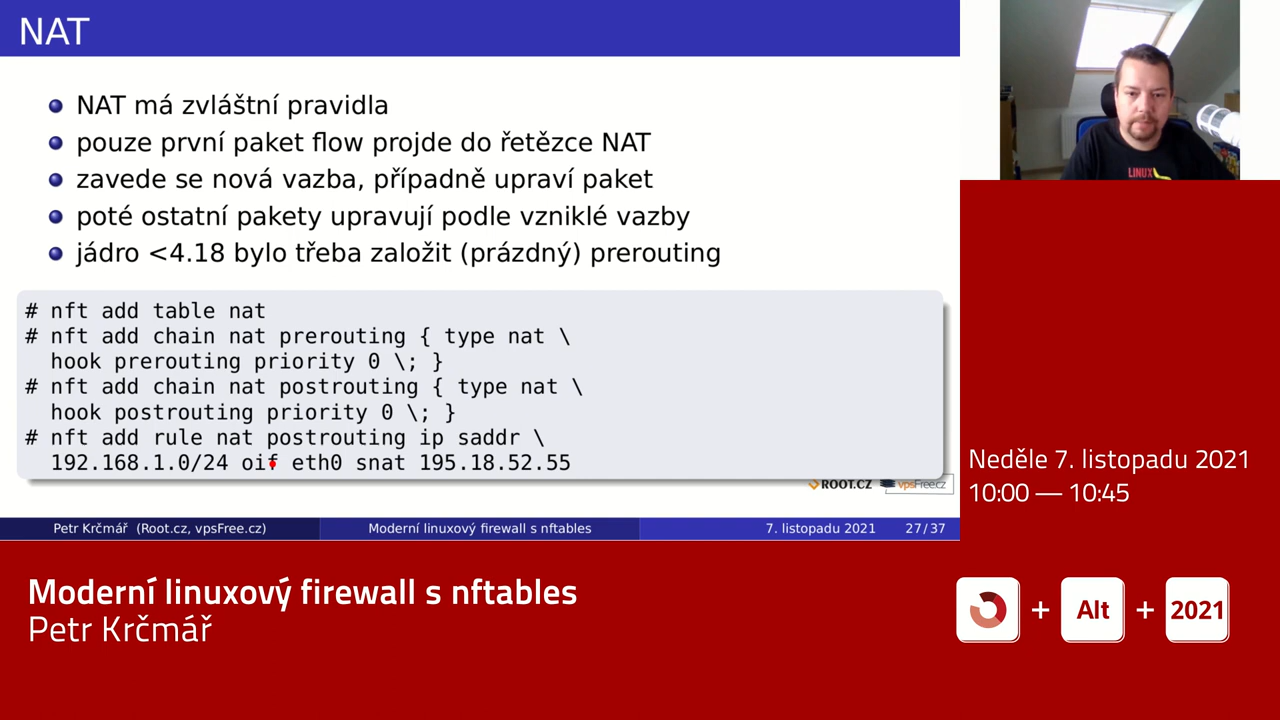 NAT
NAT má zvláštní pravidla
pouze první paket flow projde do řetězce NAT
zavede se nová vazba, případně upraví paket
poté ostatní pakety upravují podle vzniklé vazby
jádro <4.18 bylo třeba založit (prázdný) prerouting
# nft add table nat
# nft add chain nat prerouting { type nat \
hook prerouting priority 0 \; }
# nft add chain nat postrouting { type nat \
hook postrouting priority 0 \; }
# nft add rule nat postrouting ip saddr \
192.168.1.0/24 oif eth0 snat 195.18.52.55
ROOT.CZ vpsFree.cz
Petr Krčmář (Root.cz, vpsFree.cz) Moderní linuxový firewall s nftables 7. listopadu 2021 27/37
LINUX
Neděle 7. listopadu 2021
10:00 — 10:45
Moderní linuxový firewall s nftables
Petr Krčmář
+ Alt + 2021